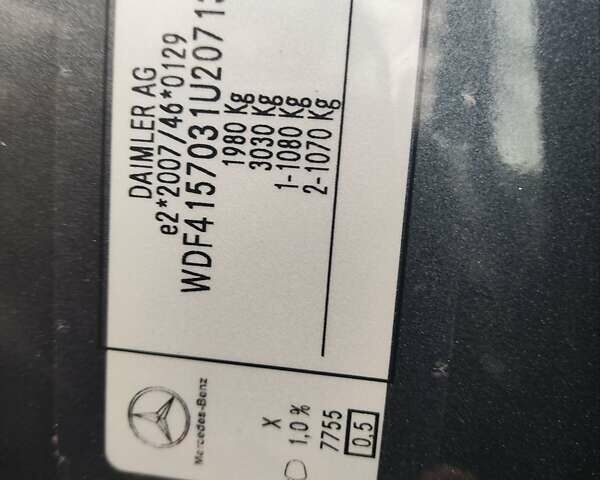 DAIMLER AG
e2*2007/46*0129
WDF4157031U20713
1980 Kg
3030 Kg
1-1080 Kg
2-1070 Kg
Mercedes-Benz
X
1,0 %
7755
0,5